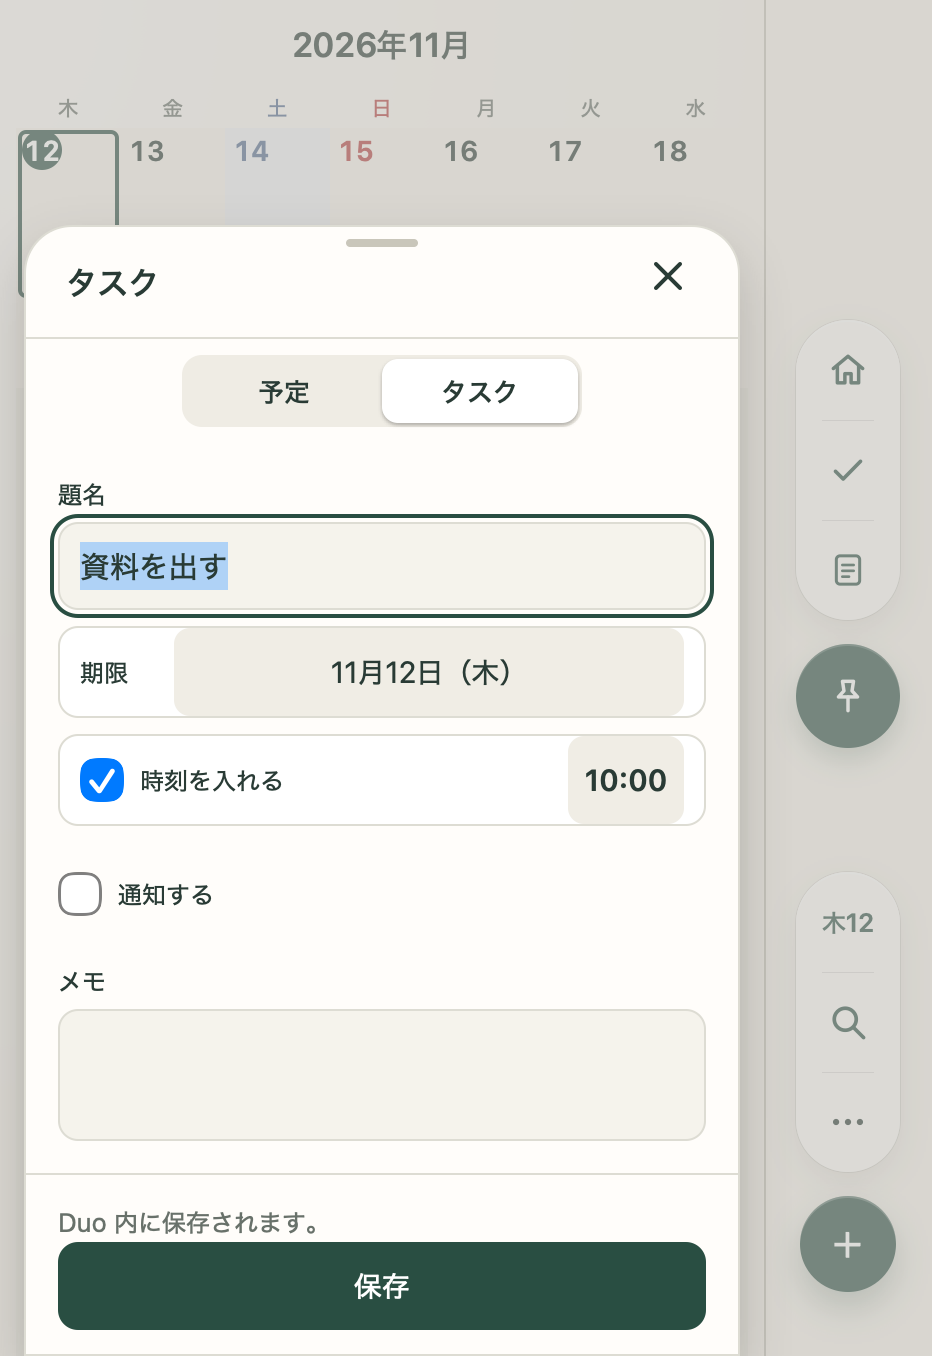 2026年11月
木 金 土 日 月 火 水
12 13 14 15 16 17 18
タスク
予定 タスク
題名
資料を出す
期限 11月12日（木）
時刻を入れる 10:00
通知する
メモ
Duo 内に保存されます。
保存
木12